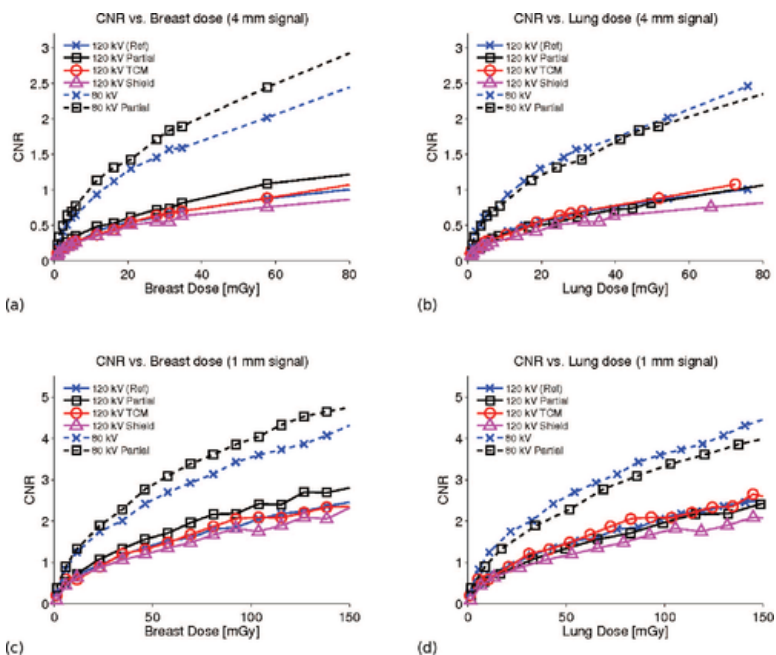 CNR vs. Breast dose (4 mm signal)
3
2.5
2
1.5
1
0.5
0
CNR
120 kV (Ref)
120 kV Partial
120 kV TCM
120 kV Shield
80 kV
80 kV Partial
0 20 40 60 80
Breast Dose [mGy]
(a)
CNR vs. Lung dose (4 mm signal)
3
2.5
2
1.5
1
0.5
0
CNR
120 kV (Ref)
120 kV Partial
120 kV TCM
120 kV Shield
80 kV
80 kV Partial
0 20 40 60 80
Lung Dose [mGy]
(b)
CNR vs. Breast dose (1 mm signal)
5
4
3
2
1
0
CNR
120 kV (Ref)
120 kV Partial
120 kV TCM
120 kV Shield
80 kV
80 kV Partial
0 50 100 150
Breast Dose [mGy]
(c)
CNR vs. Lung dose (1 mm signal)
5
4
3
2
1
0
CNR
120 kV (Ref)
120 kV Partial
120 kV TCM
120 kV Shield
80 kV
80 kV Partial
0 50 100 150
Lung Dose [mGy]
(d)